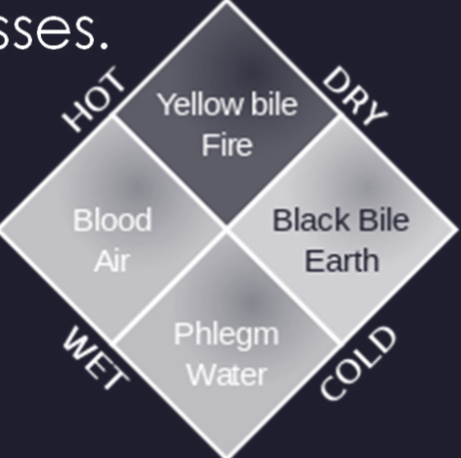 sses.
HOT
DRY
Yellow bile
Fire
Blood
Air
Black Bile
Earth
Phlegm
Water
WET
COLD